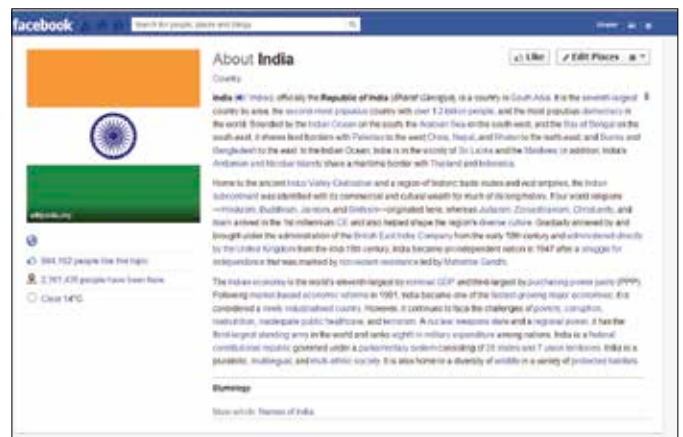 facebook
Search for people, places and things
About India
Like Edit Places
Country
India officially the Republic of India is a country in South Asia. It is the seventh-largest
country by area, the second-most populous country with over 1.2 billion people, and the most populous democracy in
the world. Bounded by the Indian Ocean on the south, the Arabian Sea on the south-west, and the Bay of Bengal on the
south-east, it shares land borders with Pakistan to the west; China, Nepal, and Bhutan to the north-east; and Burma and
Bangladesh to the east. In the Indian Ocean, India is in the vicinity of Sri Lanka and the Maldives; in addition, India's
Andaman and Nicobar Islands share a maritime border with Thailand and Indonesia.
Home to the ancient Indus Valley Civilisation and a region of historic trade routes and vast empires, the Indian
subcontinent was identified with its commercial and cultural wealth for much of its long history. Four world religions
—Hinduism, Buddhism, Jainism, and Sikhism—originated here, whereas Judaism, Zoroastrianism, Christianity, and
Islam arrived in the 1st millennium CE and also helped shape the region's diverse culture. Gradually annexed by and
brought under the administration of the British East India Company from the early 18th century and administered directly
by the United Kingdom from the mid-19th century, India became an independent nation in 1947 after a struggle for
independence that was marked by non-violent resistance led by Mahatma Gandhi.
The Indian economy is the world's eleventh-largest by nominal GDP and third-largest by purchasing power parity (PPP).
Following market-based economic reforms in 1991, India became one of the fastest-growing major economies; it is
considered a newly industrialised country. However, it continues to face the challenges of poverty, corruption,
malnutrition, inadequate public healthcare, and terrorism. A nuclear weapons state and a regional power, it has the
third-largest standing army in the world and ranks eighth in military expenditure among nations. India is a federal
constitutional republic governed under a parliamentary system consisting of 28 states and 7 union territories. India is a
pluralistic, multilingual, and multi-ethnic society. It is also home to a diversity of wildlife in a variety of protected habitats.
Etymology
More article: Names of India
wikipedia.org
people like this topic
people have been here
Clear 14°C